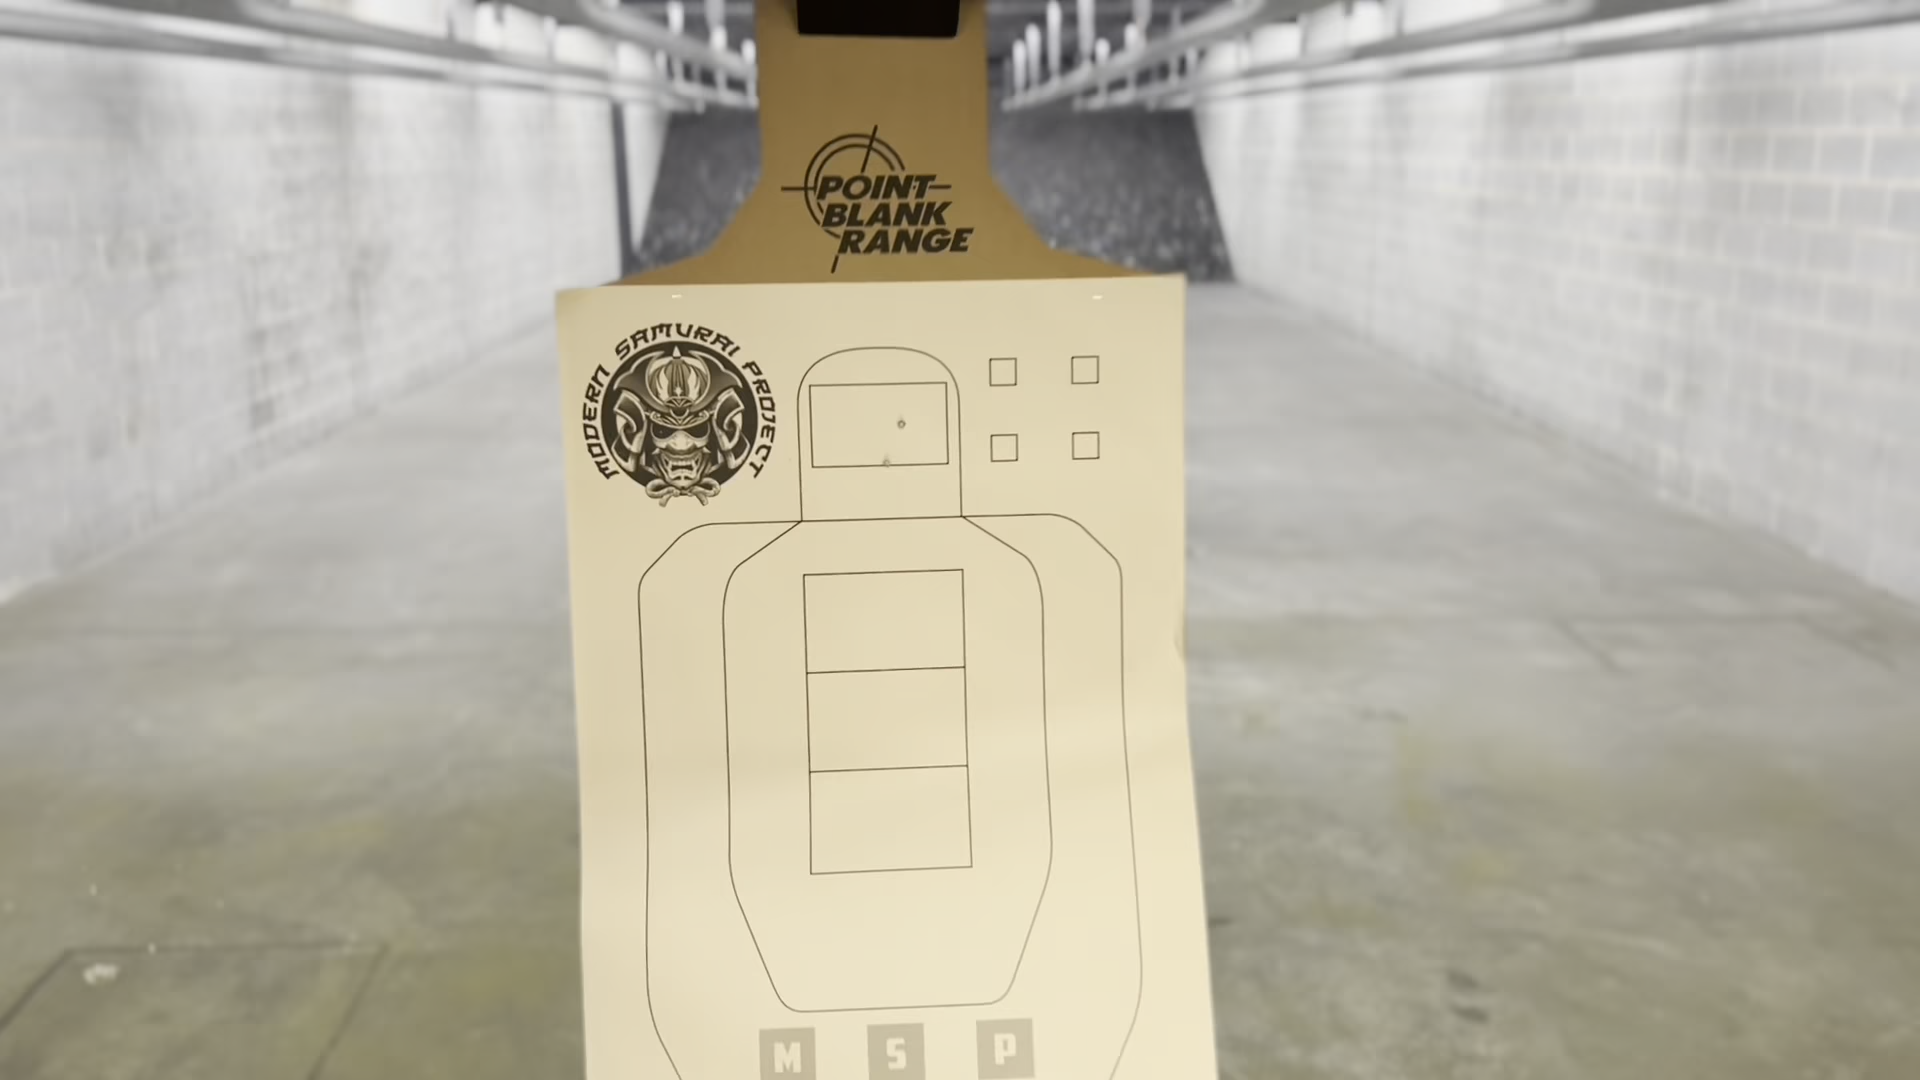 POINT
BLANK
RANGE
MODERN SAMURAI PROJECT
M S P